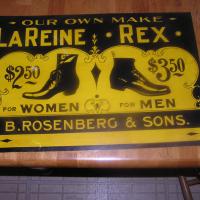 OUR OWN MAKE
LAREINE · REX ·
$2.50 $3.50
FOR WOMEN FOR MEN
B. ROSENBERG & SONS.